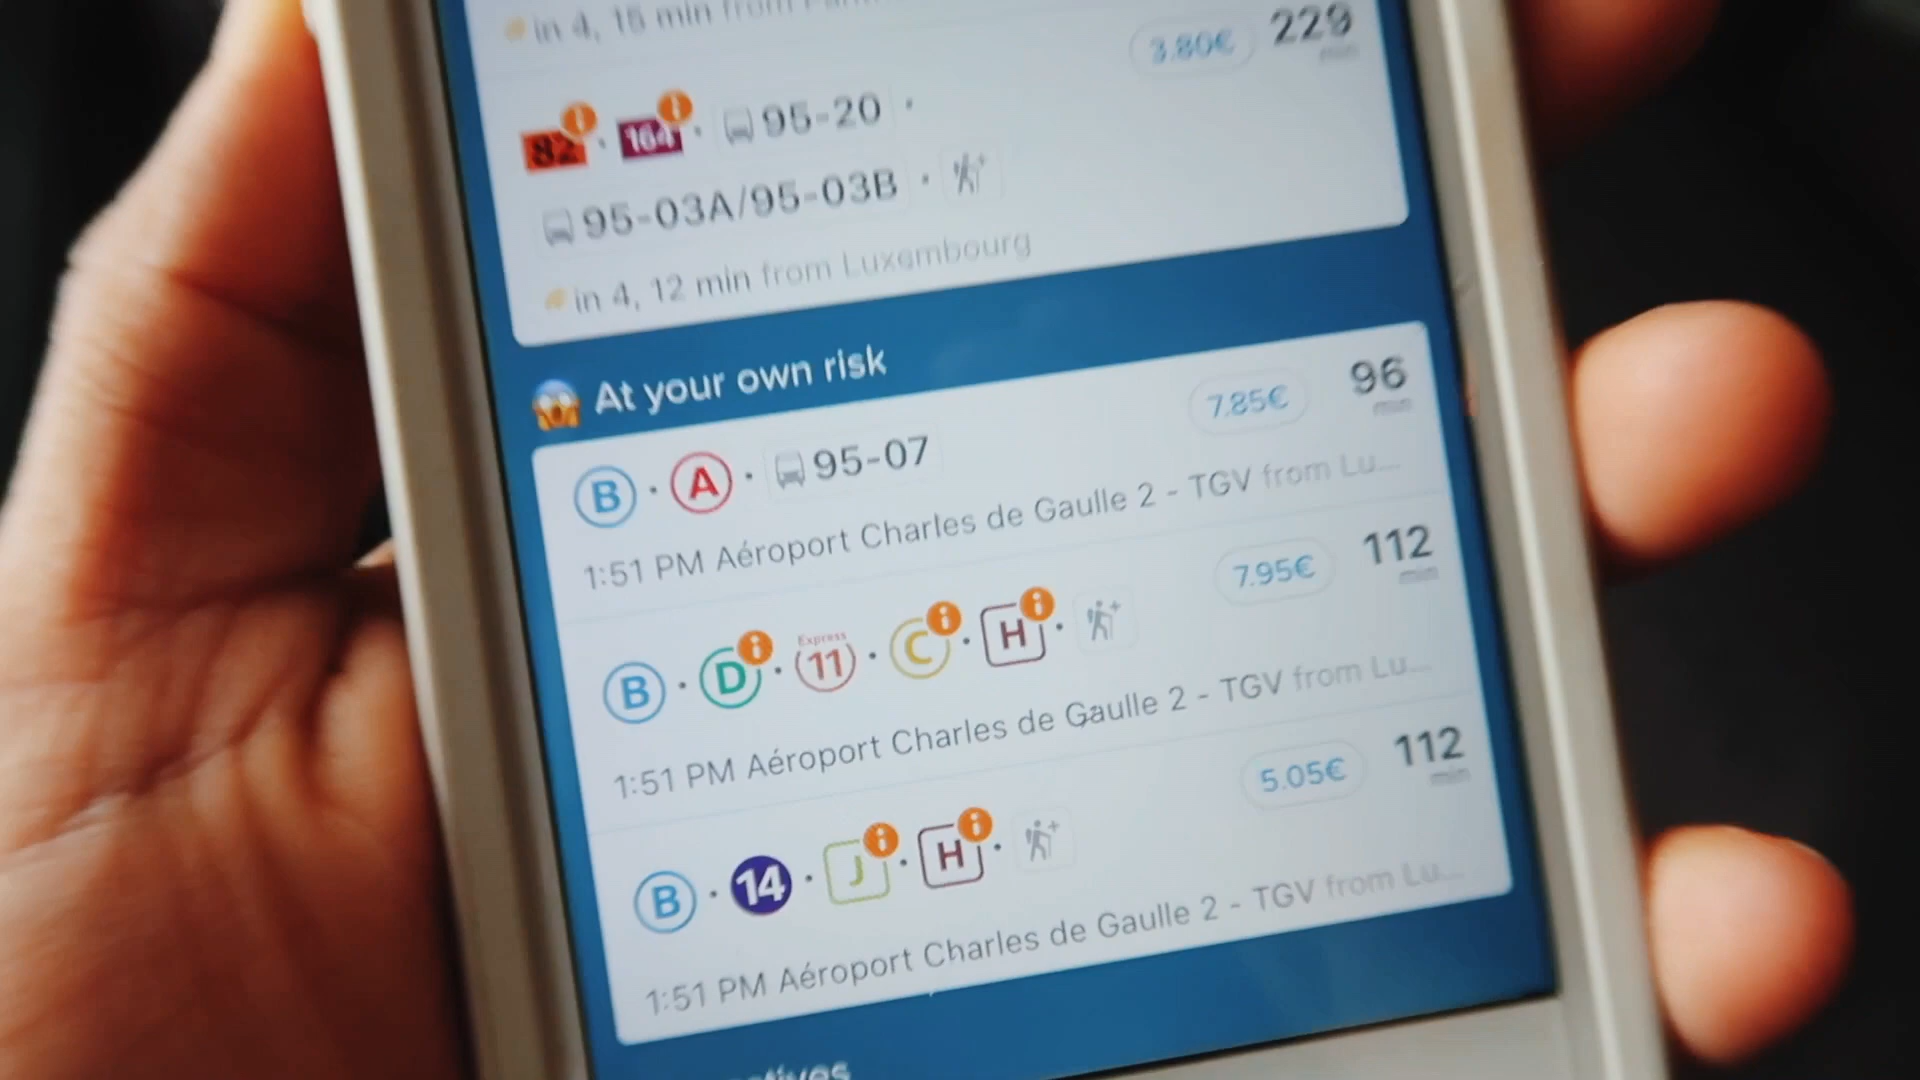 in 4, 15 min from
3.80€ 229
min
82 · 164 · 95-20 ·
95-03A/95-03B ·
in 4, 12 min from Luxembourg
At your own risk
B · A · 95-07 7.85€ 96
min
1:51 PM Aéroport Charles de Gaulle 2 - TGV from Lu...
B · D · Express 11 · C · H · 7.95€ 112
min
1:51 PM Aéroport Charles de Gaulle 2 - TGV from Lu...
B · 14 · J · H · 5.05€ 112
min
1:51 PM Aéroport Charles de Gaulle 2 - TGV from Lu...